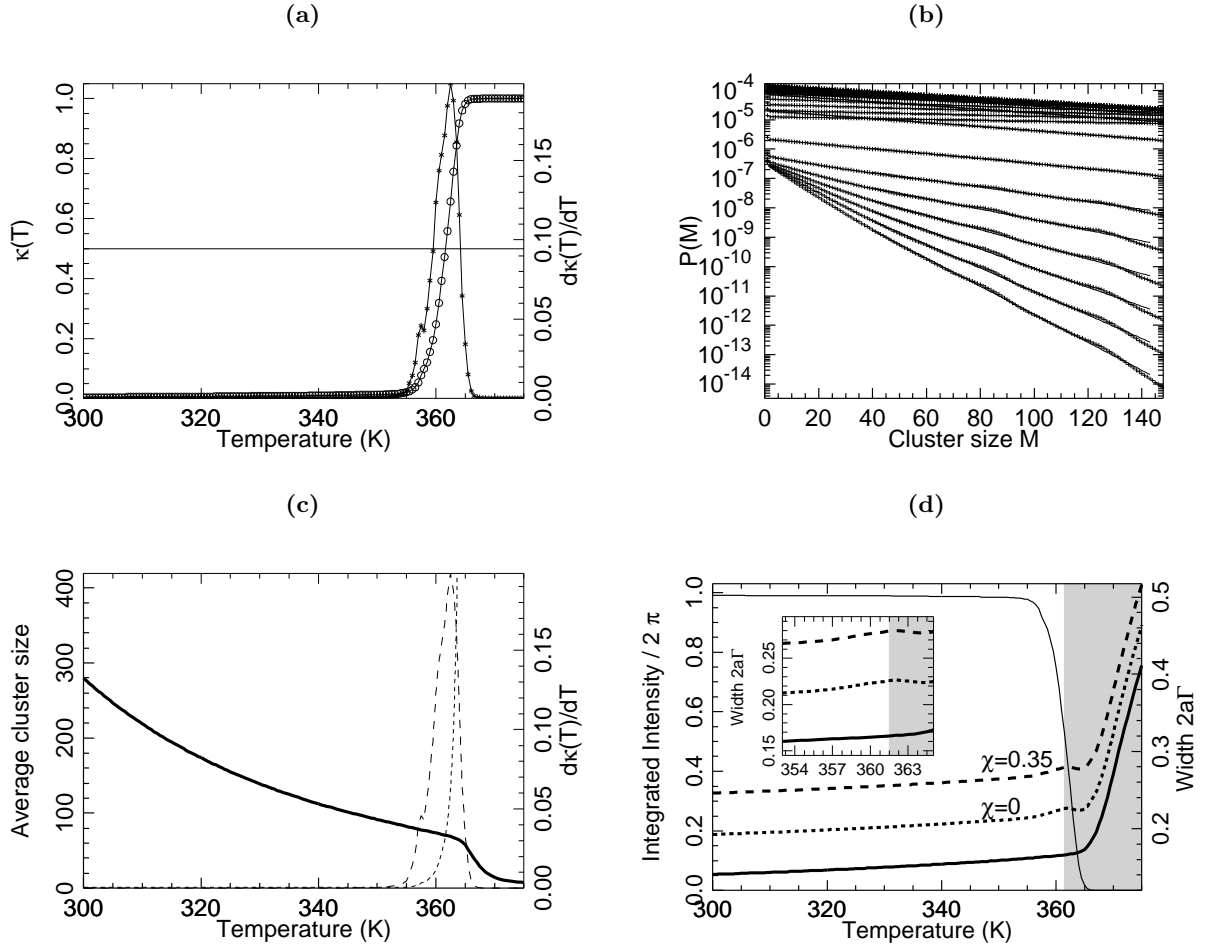 (a)
1.0
0.8
0.6
0.4
0.2
0.0
κ(T)
0.15
0.10
0.05
0.00
dκ(T)/dT
300 320 340 360
Temperature (K)
(b)
10-4
10-5
10-6
10-7
10-8
10-9
10-10
10-11
10-12
10-13
10-14
P(M)
0 20 40 60 80 100 120 140
Cluster size M
(c)
400
300
200
100
0
Average cluster size
0.15
0.10
0.05
0.00
dκ(T)/dT
300 320 340 360
Temperature (K)
(d)
1.0
0.8
0.6
0.4
0.2
0.0
Integrated Intensity / 2 π
0.25
0.20
0.15
Width 2aΓ
354 357 360 363
χ=0.35
χ=0
0.5
0.4
0.3
0.2
Width 2aΓ
300 320 340 360
Temperature (K)